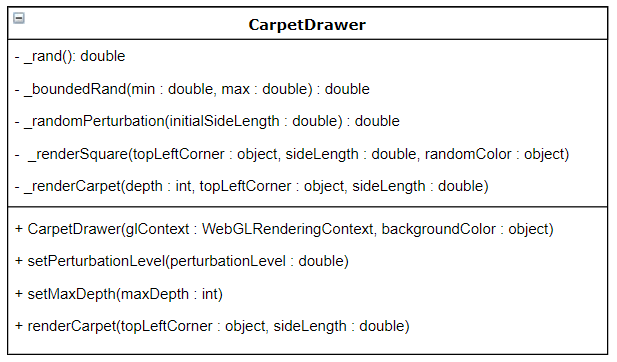 CarpetDrawer
- _rand(): double
- _boundedRand(min : double, max : double) : double
- _randomPerturbation(initialSideLength : double) : double
- _renderSquare(topLeftCorner : object, sideLength : double, randomColor : object)
- _renderCarpet(depth : int, topLeftCorner : object, sideLength : double)
+ CarpetDrawer(glContext : WebGLRenderingContext, backgroundColor : object)
+ setPerturbationLevel(perturbationLevel : double)
+ setMaxDepth(maxDepth : int)
+ renderCarpet(topLeftCorner : object, sideLength : double)